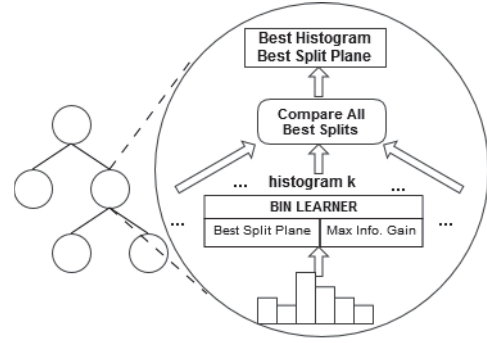 Best Histogram
Best Split Plane
Compare All
Best Splits
... histogram k ...
BIN LEARNER
... Best Split Plane Max Info. Gain ...